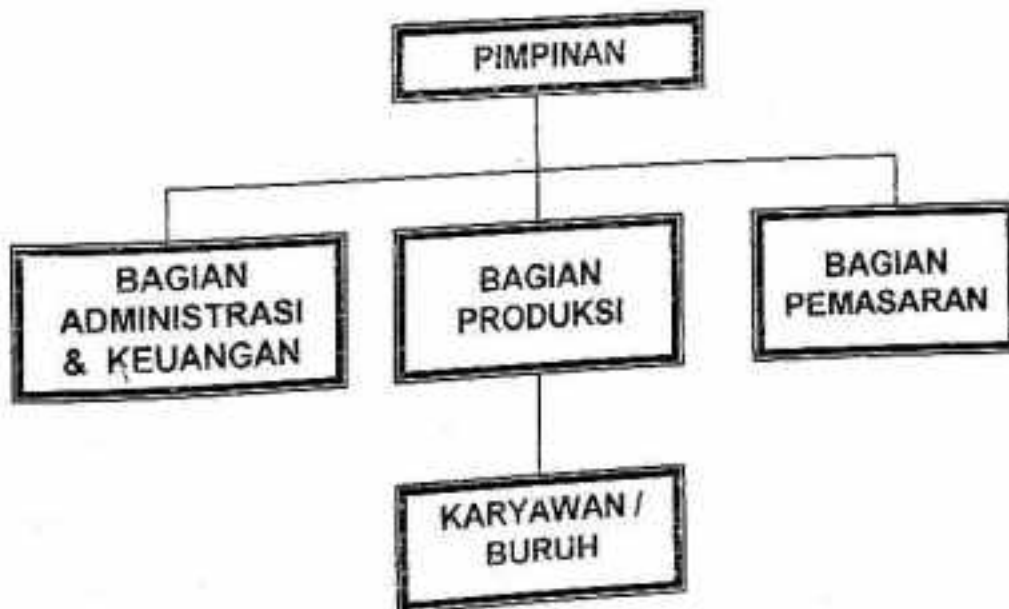 PIMPINAN
BAGIAN
ADMINISTRASI
& KEUANGAN
BAGIAN
PRODUKSI
BAGIAN
PEMASARAN
KARYAWAN /
BURUH